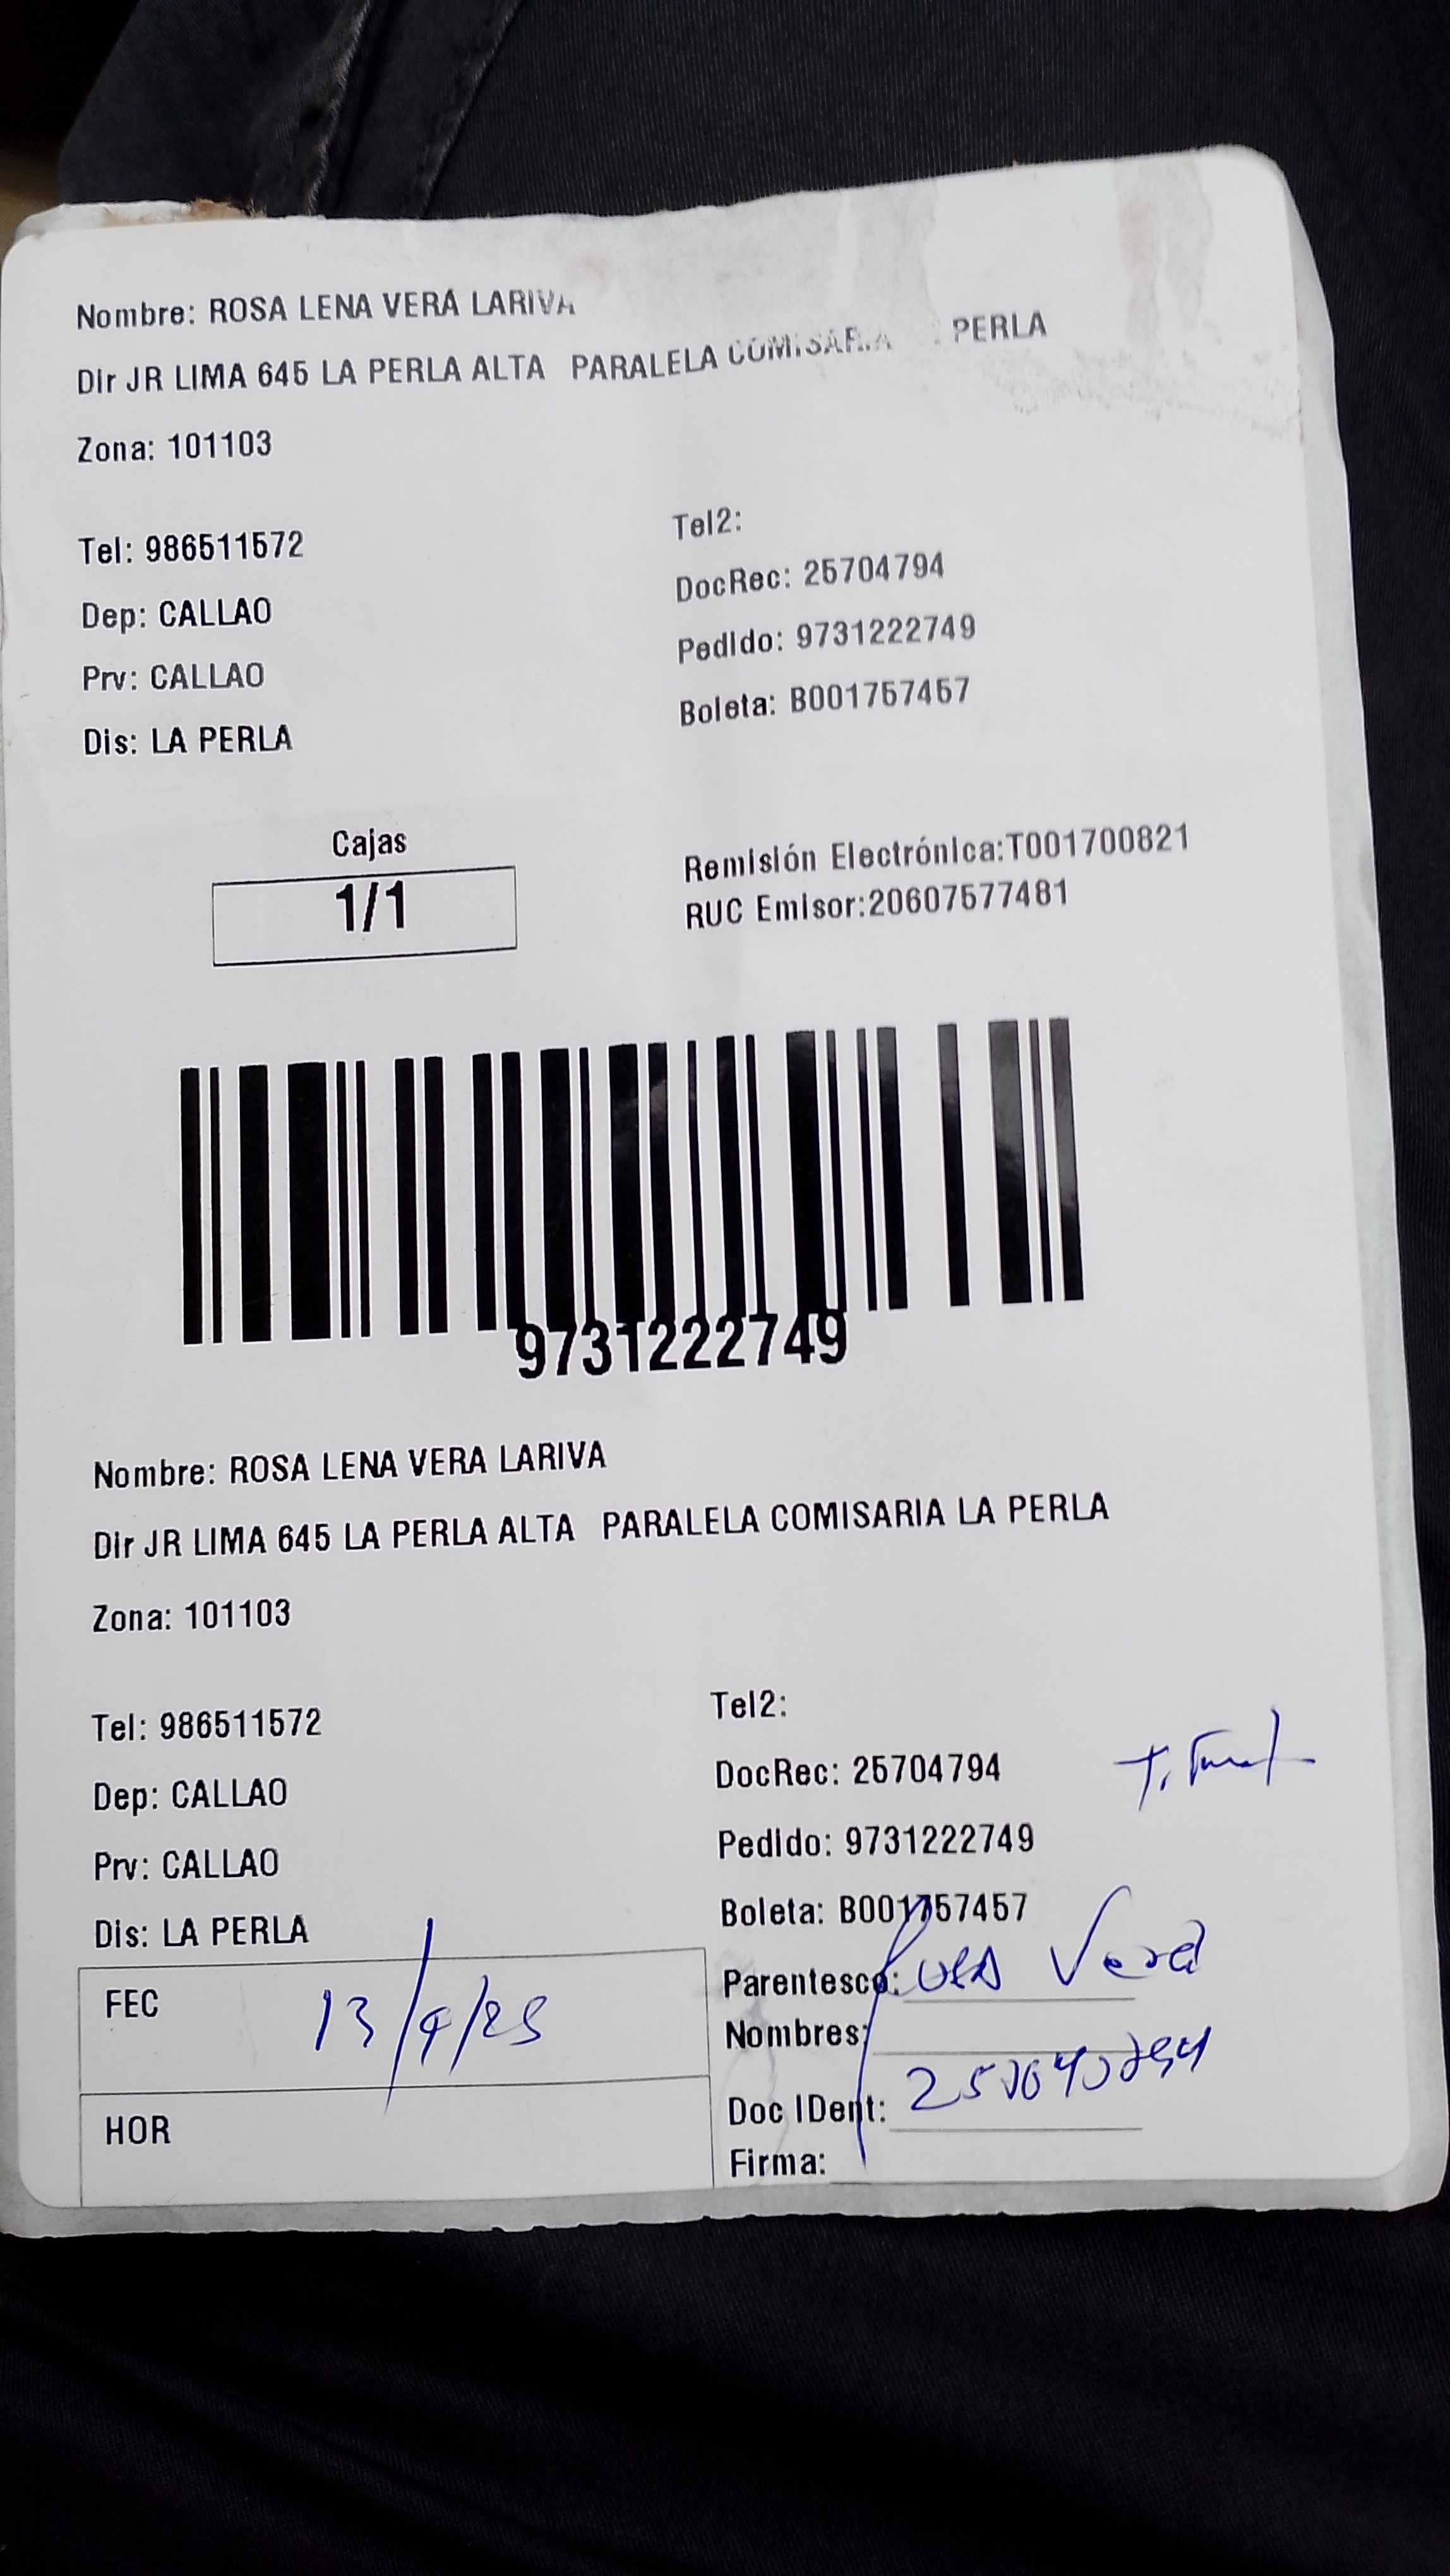 Nombre: ROSA LENA VERA LARIVA
Dir JR LIMA 645 LA PERLA ALTA PARALELA COMISARIA PERLA
Zona: 101103
Tel: 986511572
Tel2:
Dep: CALLAO
DocRec: 25704794
Prv: CALLAO
Pedido: 9731222749
Dis: LA PERLA
Boleta: B001757457
Cajas
1/1
Remisión Electrónica:T001700821
RUC Emisor:20607577481
9731222749
Nombre: ROSA LENA VERA LARIVA
Dir JR LIMA 645 LA PERLA ALTA PARALELA COMISARIA LA PERLA
Zona: 101103
Tel: 986511572
Tel2:
Dep: CALLAO
DocRec: 25704794
Prv: CALLAO
Pedido: 9731222749
Dis: LA PERLA
Boleta: B001757457
FEC 13/9/25
Parentesco: Vera
Nombres:
HOR
Doc IDent:
Firma: